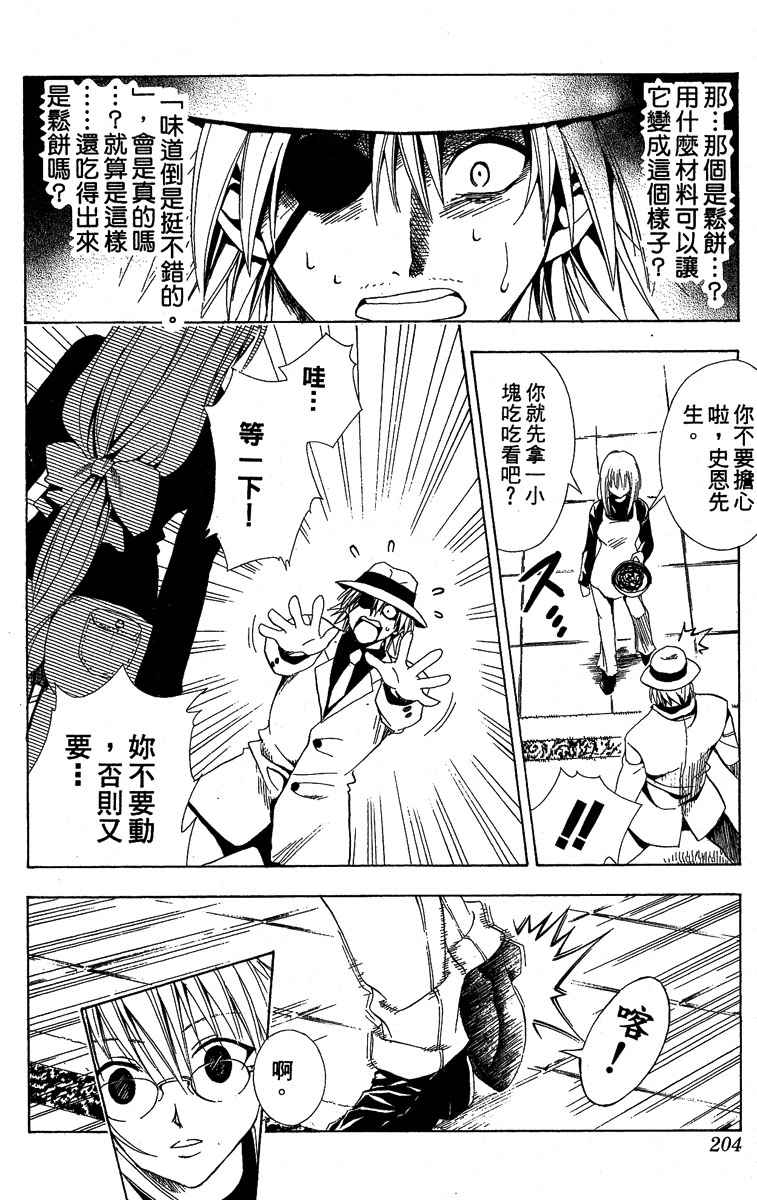 那…那個是鬆餅…？
用什麼材料可以讓
它變成這個樣子？
「味道倒是挺不錯的。
」，會是真的嗎
…？就算是這樣
……還吃得出來
是鬆餅嗎？
你不要擔心
啦，史恩先
生。
你就先拿一小
塊吃吃看吧？
ス
!!
哇…
等一下！
妳不要動
，否則又
要…
喀！
啊。
204